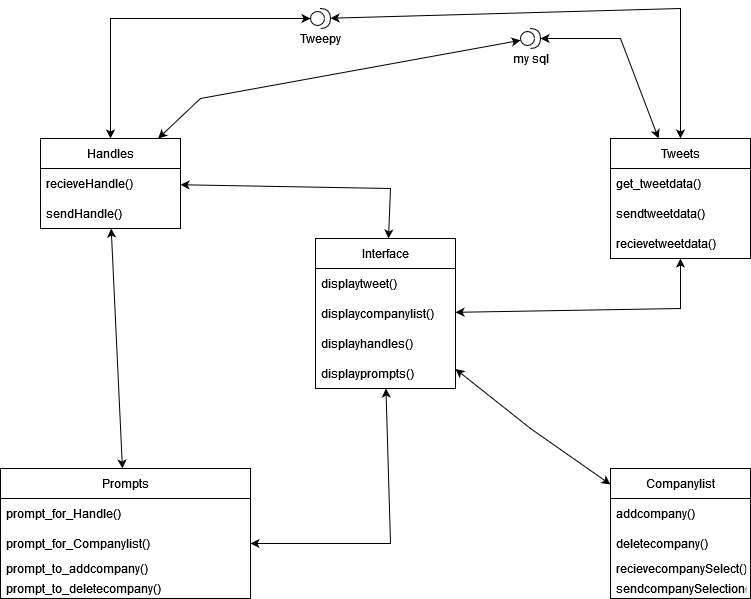 Tweepy
my sql
Handles
recieveHandle()
sendHandle()
Tweets
get_tweetdata()
sendtweetdata()
recievetweetdata()
Interface
displaytweet()
displaycompanylist()
displayhandles()
displayprompts()
Prompts
prompt_for_Handle()
prompt_for_Companylist()
prompt_to_addcompany()
prompt_to_deletecompany()
Companylist
addcompany()
deletecompany()
recievecompanySelect()
sendcompanySelection(